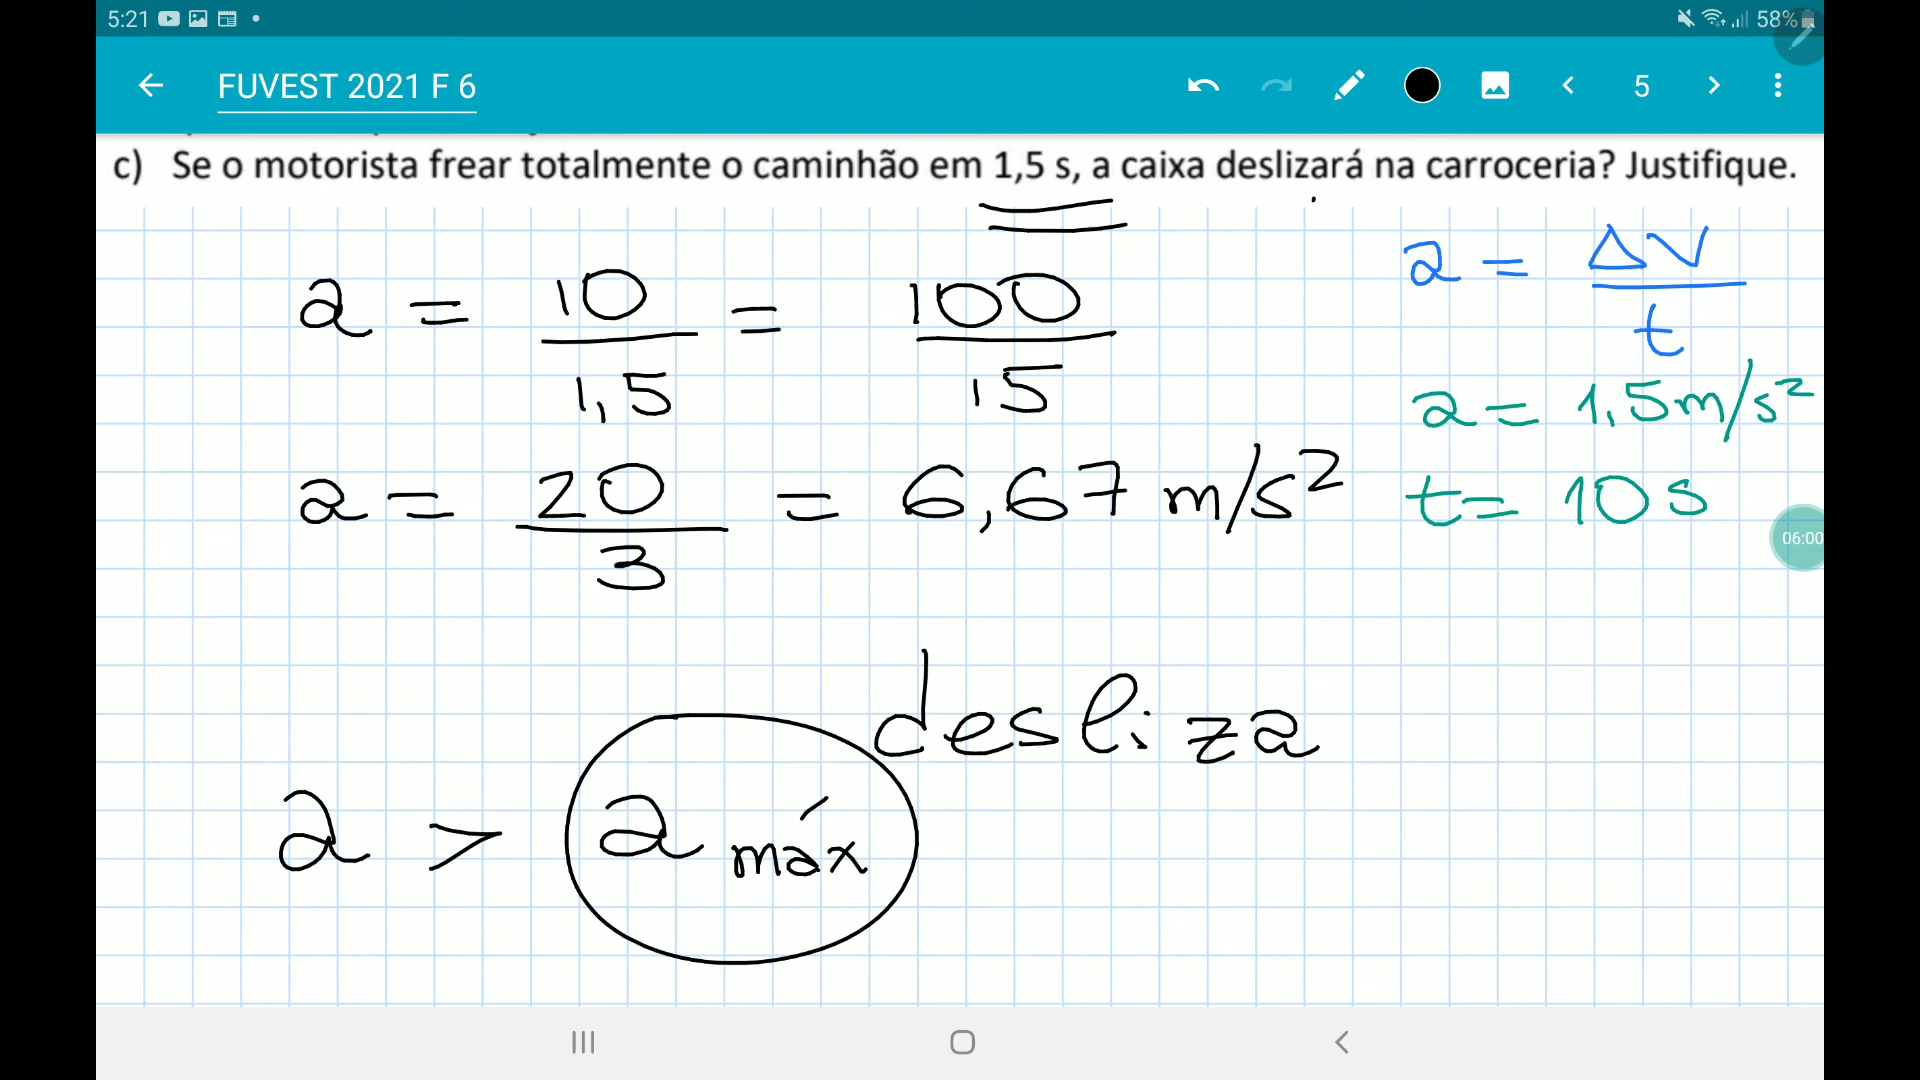 5:21
58%
FUVEST 2021 F 6
5
c) Se o motorista frear totalmente o caminhão em 1,5 s, a caixa deslizará na carroceria? Justifique.
a = 10/1,5 = 100/15
a = 20/3 = 6,67 m/s²
a = ΔV/t
a = 1,5 m/s²
t = 10 s
06:00
desliza
a > a máx